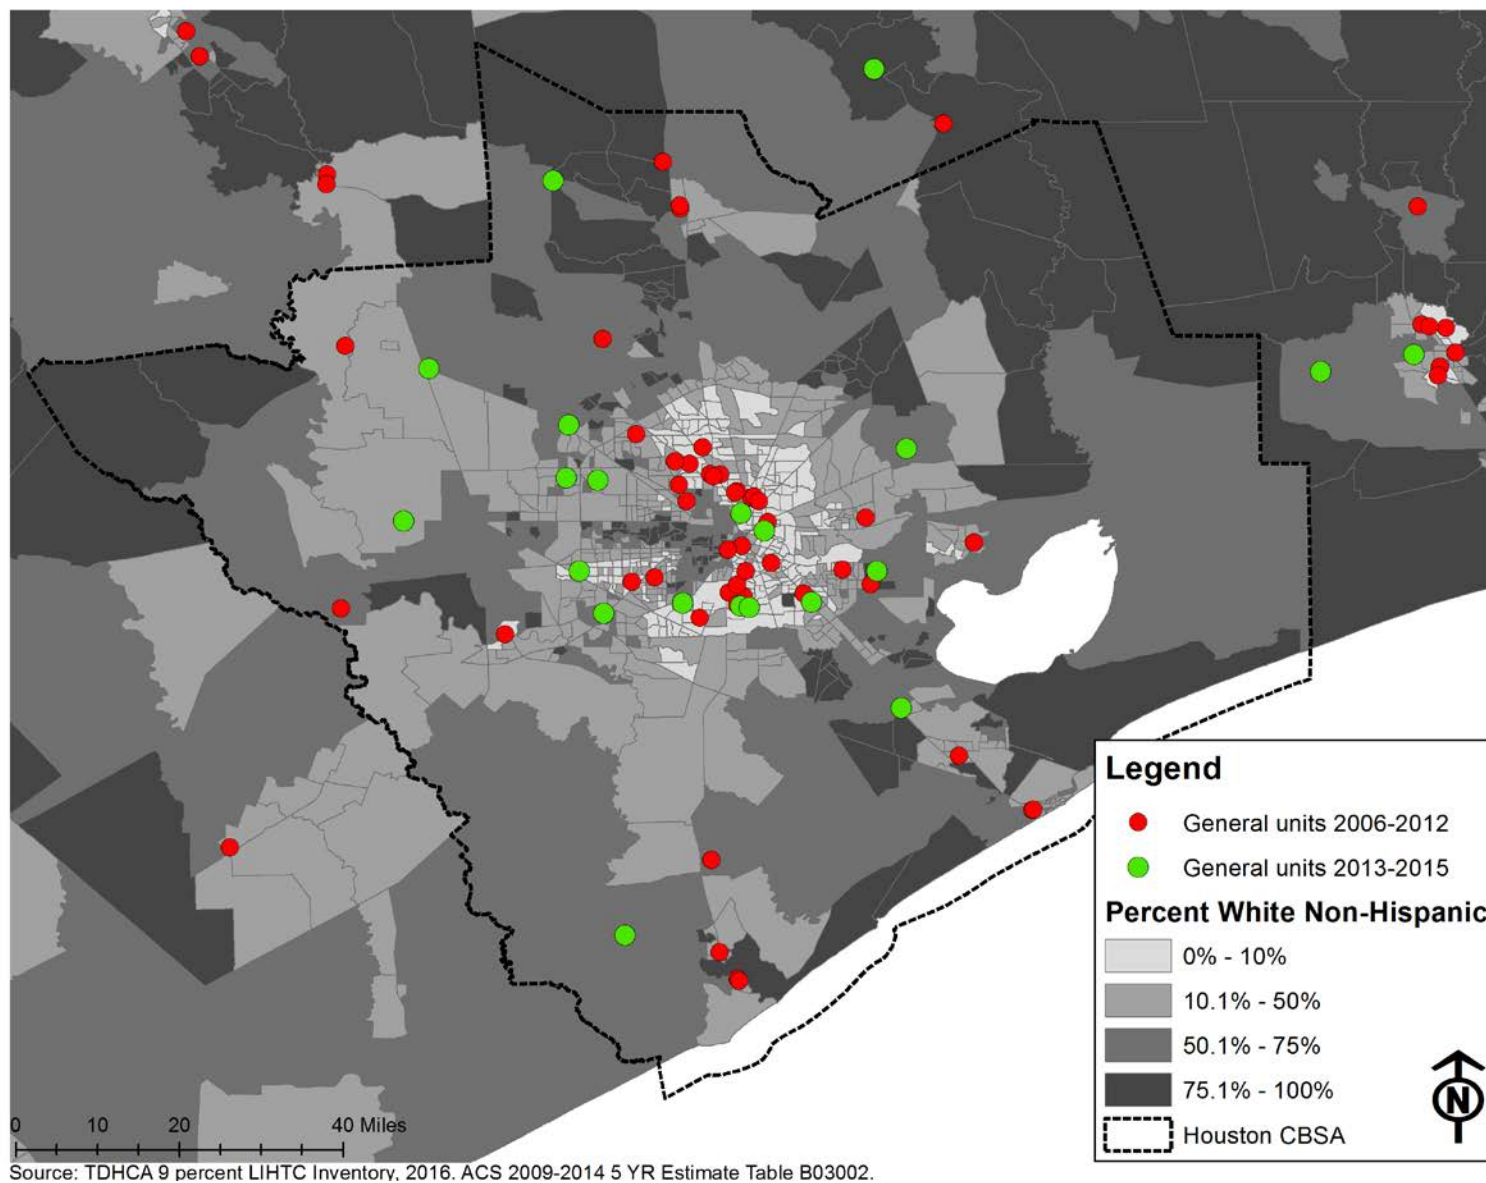 Legend
General units 2006-2012
General units 2013-2015
Percent White Non-Hispanic
0% - 10%
10.1% - 50%
50.1% - 75%
75.1% - 100%
Houston CBSA
N
0 10 20 40 Miles
Source: TDHCA 9 percent LIHTC Inventory, 2016. ACS 2009-2014 5 YR Estimate Table B03002.